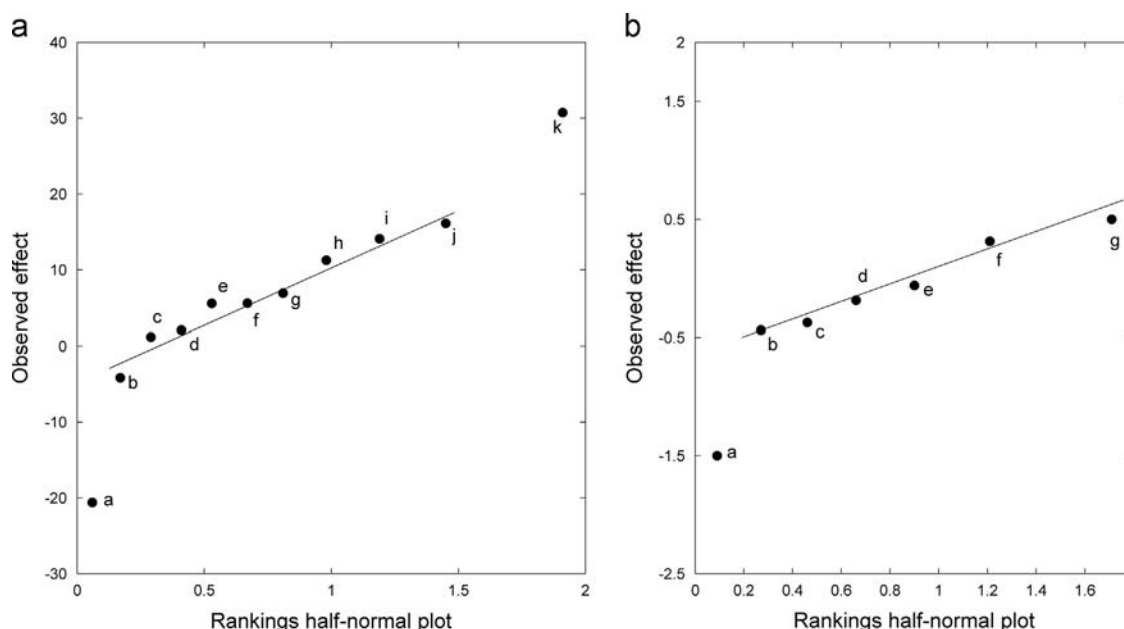 a
40
30
20
10
0
-10
-20
-30
Observed effect
0
0.5
1
1.5
2
Rankings half-normal plot
a
b
c
d
e
f
g
h
i
j
k
b
2
1.5
0.5
-0.5
-1.5
-2.5
Observed effect
0
0.2
0.4
0.6
0.8
1
1.2
1.4
1.6
Rankings half-normal plot
a
b
c
d
e
f
g